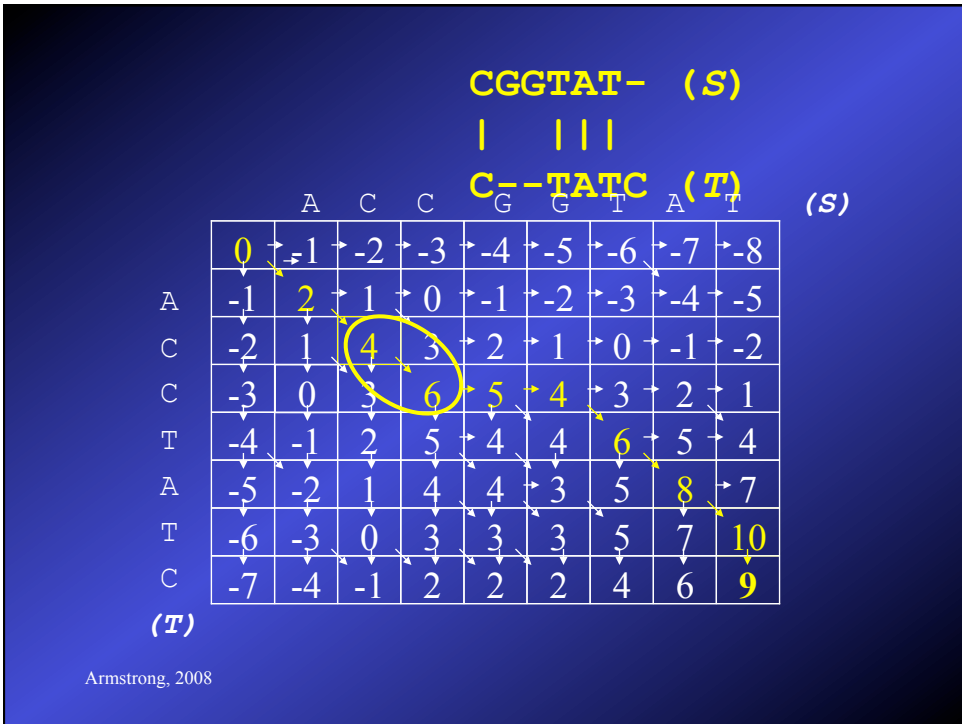 CGGTAT- (S)
| |||
C--TATC (T)
A C C G G T A T (S)
0 -1 -2 -3 -4 -5 -6 -7 -8
A -1 2 1 0 -1 -2 -3 -4 -5
C -2 1 4 3 2 1 0 -1 -2
C -3 0 3 6 5 4 3 2 1
T -4 -1 2 5 4 4 6 5 4
A -5 -2 1 4 4 3 5 8 7
T -6 -3 0 3 3 3 5 7 10
C -7 -4 -1 2 2 2 4 6 9
(T)
Armstrong, 2008